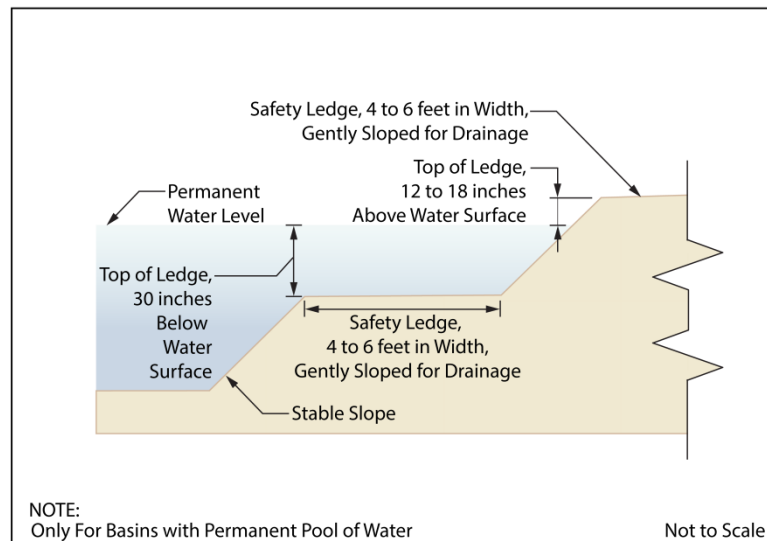 Safety Ledge, 4 to 6 feet in Width,
Gently Sloped for Drainage
Top of Ledge,
12 to 18 inches
Above Water Surface
Permanent
Water Level
Top of Ledge,
30 inches
Below
Water
Surface
Safety Ledge,
4 to 6 feet in Width,
Gently Sloped for Drainage
Stable Slope
NOTE:
Only For Basins with Permanent Pool of Water
Not to Scale